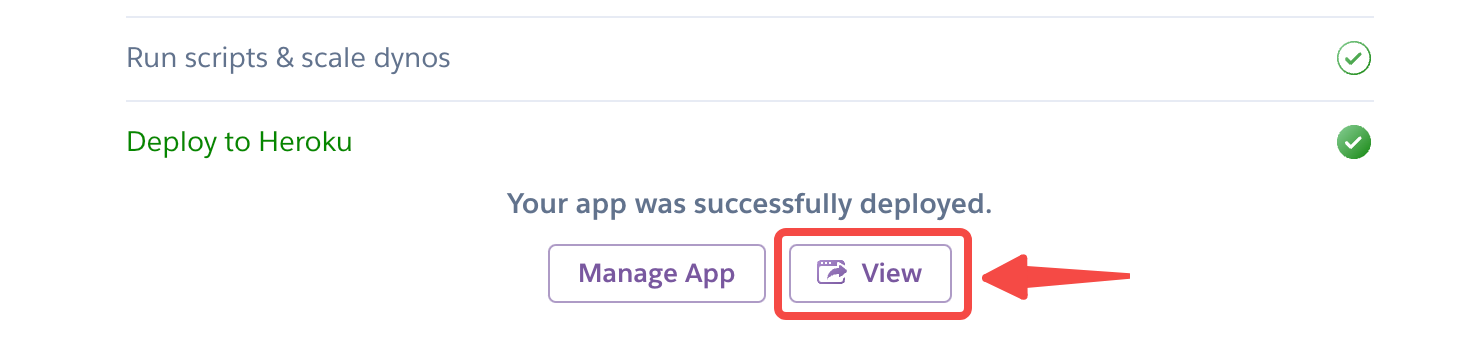 Run scripts & scale dynos
Deploy to Heroku
Your app was successfully deployed.
Manage App
View